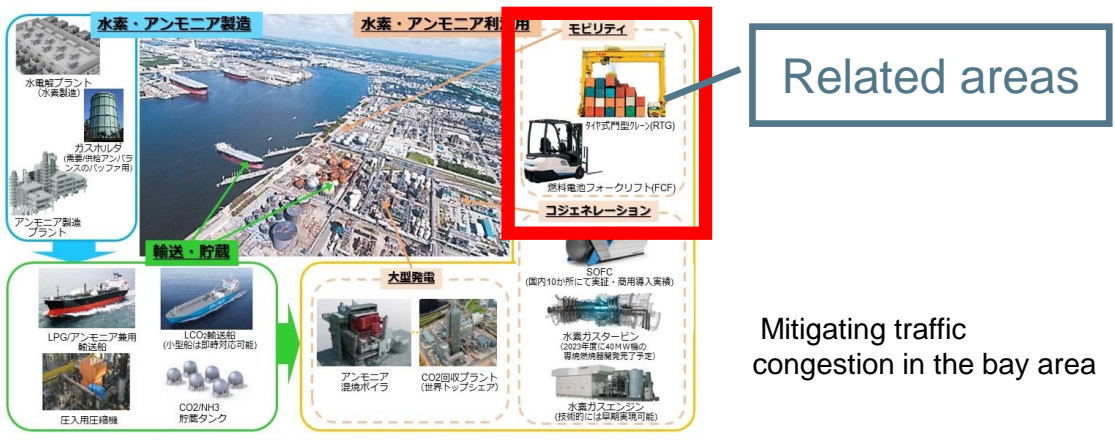 水素・アンモニア製造
水電解プラント
(水素製造)
ガスホルダ
(需要/供給アンバラ
ンスのバッファ用)
アンモニア製造
プラント
水素・アンモニア利活用
モビリティ
タイヤ式門型クレーン(RTG)
燃料電池フォークリフト(FCF)
コジェネレーション
SOFC
(国内10か所にて実証・商用導入実績)
水素ガスタービン
(2023年度に40MW機の
専焼燃焼器開発完了予定)
水素ガスエンジン
(技術的には早期実現可能)
輸送・貯蔵
LPG/アンモニア兼用
輸送船
LCO2輸送船
(小型船は即時対応可能)
圧入用圧縮機
CO2/NH3
貯蔵タンク
大型発電
アンモニア
混焼ボイラ
CO2回収プラント
(世界トップシェア)
Related areas
Mitigating traffic
congestion in the bay area